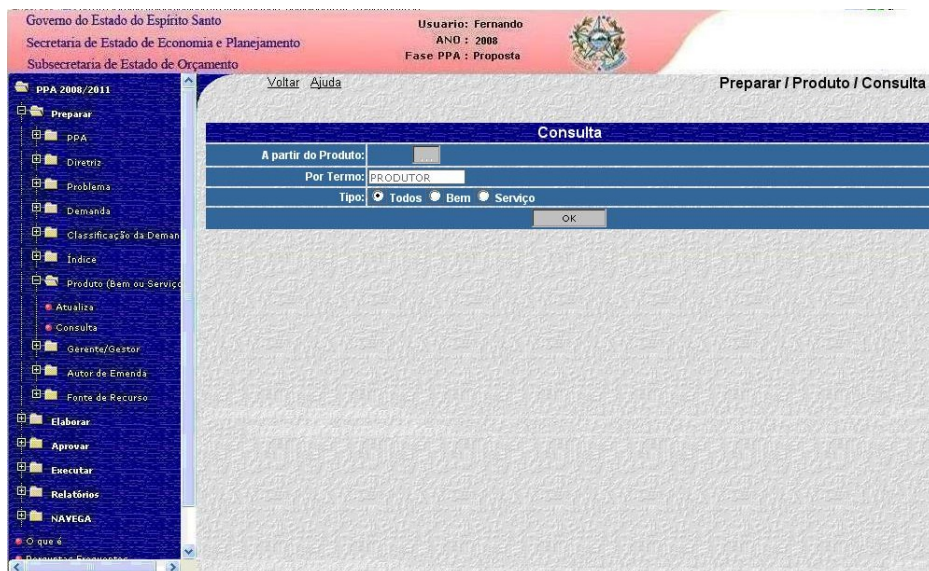 Governo do Estado do Espírito Santo
Secretaria de Estado de Economia e Planejamento
Subsecretaria de Estado de Orçamento
Usuario: Fernando
ANO : 2008
Fase PPA : Proposta
Voltar Ajuda
Preparar / Produto / Consulta
PPA 2008/2011
Preparar
PPA
Diretriz
Problema
Demanda
Classificação da Deman
Índice
Produto (Bem ou Serviço
Atualiza
Consulta
Gerente/Gestor
Autor de Emenda
Fonte de Recurso
Elaborar
Aprovar
Executar
Relatórios
NAVEGA
O que é
Perguntas Frequentes
Consulta
A partir do Produto: ...
Por Termo: PRODUTOR
Tipo: Todos Bem Serviço
OK